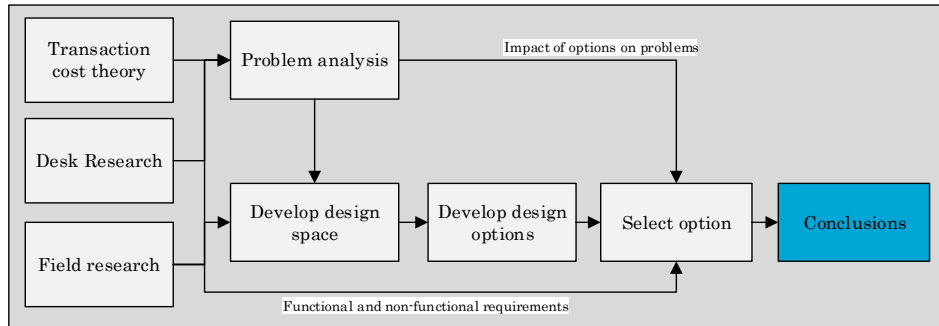 Transaction
cost theory
Problem analysis
Impact of options on problems
Desk Research
Develop design
space
Develop design
options
Select option
Conclusions
Field research
Functional and non-functional requirements